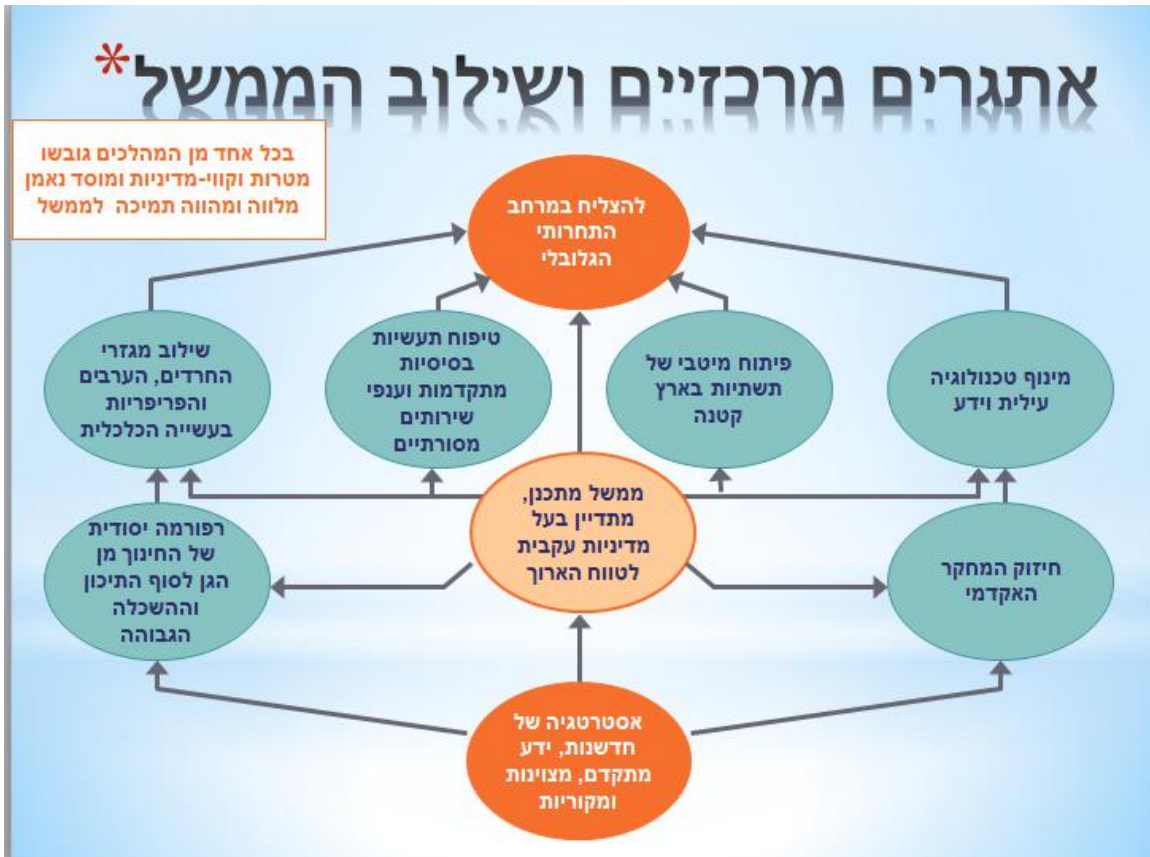 *אתגרים מרכזיים ושילוב הממשל
בכל אחד מן המהלכים גובשו
מטרות וקווי-מדיניות ומוסד נאמן
מלווה ומהווה תמיכה לממשל
להצליח במרחב
התחרותי
הגלובלי
מינוף טכנולוגיה
עילית וידע
פיתוח מיטבי של
תשתיות בארץ
קטנה
טיפוח תעשיות
בסיסיות
מתקדמות וענפי
שירותים
מסורתיים
שילוב מגזרי
החרדים, הערבים
והפריפריות
בעשייה הכלכלית
ממשל מתכנן,
מתדיין בעל
מדיניות עקבית
לטווח הארוך
חיזוק המחקר
האקדמי
רפורמה יסודית
של החינוך מן
הגן לסוף התיכון
וההשכלה
הגבוהה
אסטרטגיה של
חדשנות, ידע
מתקדם, מצוינות
ומקוריות